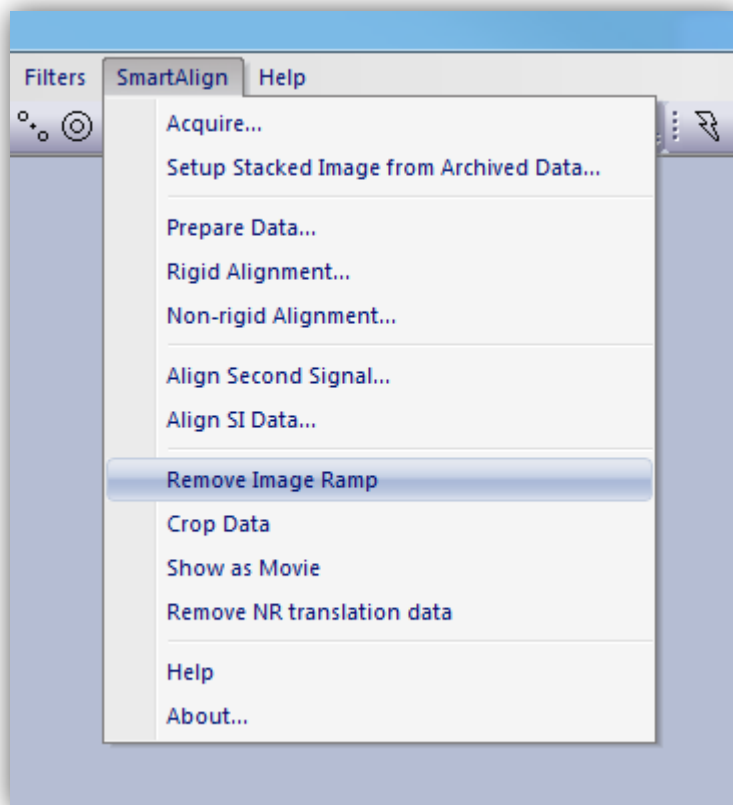 Filters SmartAlign Help
Acquire...
Setup Stacked Image from Archived Data...
Prepare Data...
Rigid Alignment...
Non-rigid Alignment...
Align Second Signal...
Align SI Data...
Remove Image Ramp
Crop Data
Show as Movie
Remove NR translation data
Help
About...